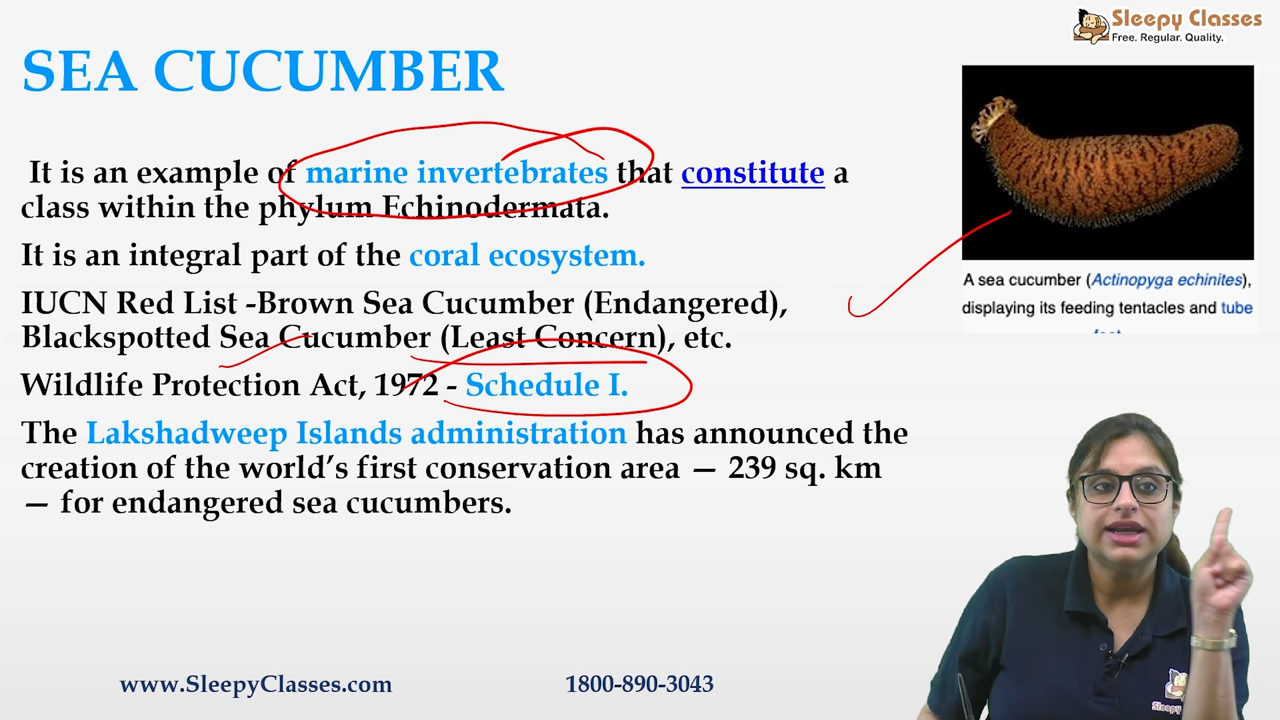 Sleepy Classes
Free. Regular. Quality.
SEA CUCUMBER
It is an example of marine invertebrates that constitute a
class within the phylum Echinodermata.
It is an integral part of the coral ecosystem.
IUCN Red List -Brown Sea Cucumber (Endangered),
Blackspotted Sea Cucumber (Least Concern), etc.
Wildlife Protection Act, 1972 - Schedule I.
The Lakshadweep Islands administration has announced the
creation of the world’s first conservation area — 239 sq. km
— for endangered sea cucumbers.
A sea cucumber (Actinopyga echinites),
displaying its feeding tentacles and tube
www.SleepyClasses.com
1800-890-3043